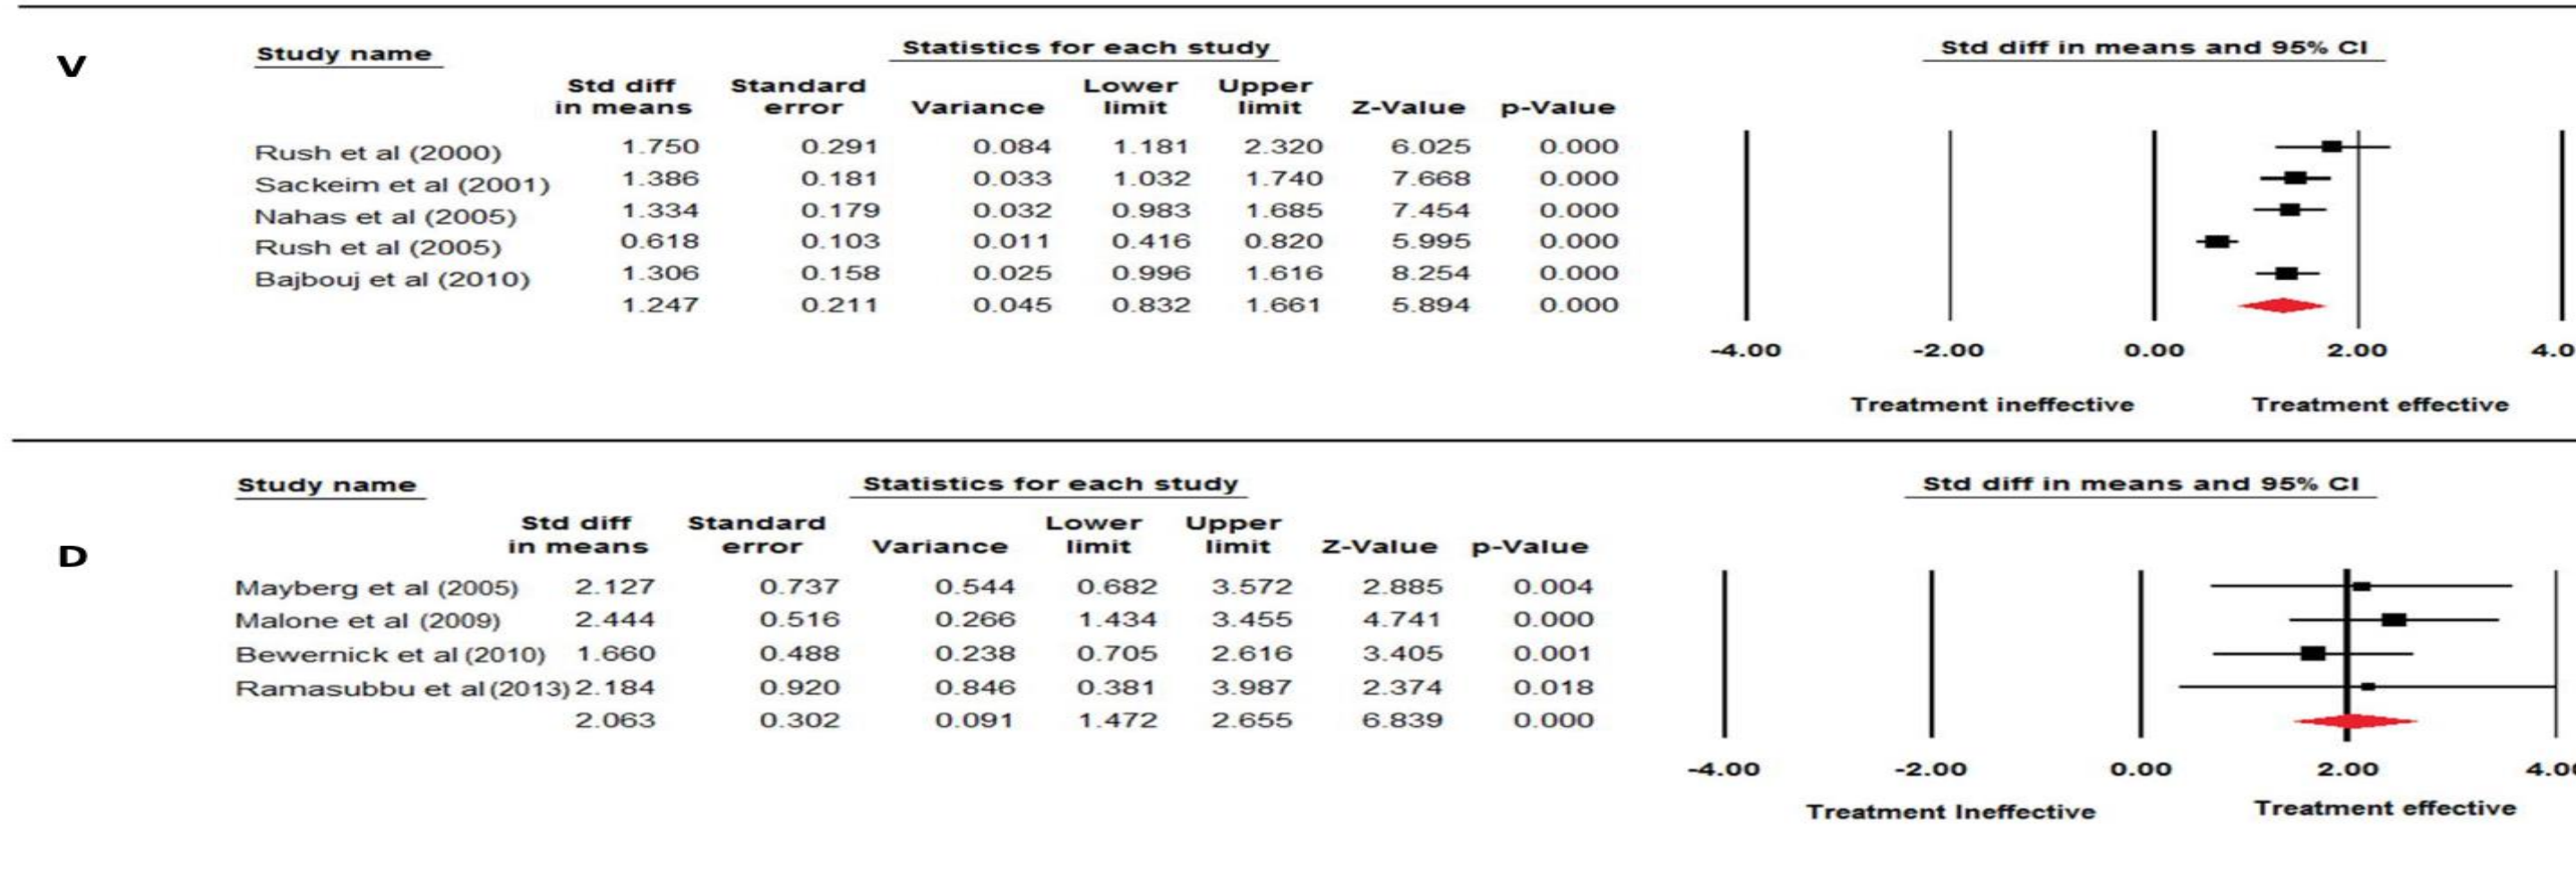 V
Study name Statistics for each study Std diff in means and 95% CI
Std diff Standard Lower Upper
in means error Variance limit limit Z-Value p-Value
Rush et al (2000) 1.750 0.291 0.084 1.181 2.320 6.025 0.000
Sackeim et al (2001) 1.386 0.181 0.033 1.032 1.740 7.668 0.000
Nahas et al (2005) 1.334 0.179 0.032 0.983 1.685 7.454 0.000
Rush et al (2005) 0.618 0.103 0.011 0.416 0.820 5.995 0.000
Bajbouj et al (2010) 1.306 0.158 0.025 0.996 1.616 8.254 0.000
1.247 0.211 0.045 0.832 1.661 5.894 0.000
-4.00 -2.00 0.00 2.00 4.0
Treatment ineffective Treatment effective
Study name Statistics for each study Std diff in means and 95% CI
Std diff Standard Lower Upper
D in means error Variance limit limit Z-Value p-Value
Mayberg et al (2005) 2.127 0.737 0.544 0.682 3.572 2.885 0.004
Malone et al (2009) 2.444 0.516 0.266 1.434 3.455 4.741 0.000
Bewernick et al (2010) 1.660 0.488 0.238 0.705 2.616 3.405 0.001
Ramasubbu et al (2013) 2.184 0.920 0.846 0.381 3.987 2.374 0.018
2.063 0.302 0.091 1.472 2.655 6.839 0.000
-4.00 -2.00 0.00 2.00 4.00
Treatment Ineffective Treatment effective